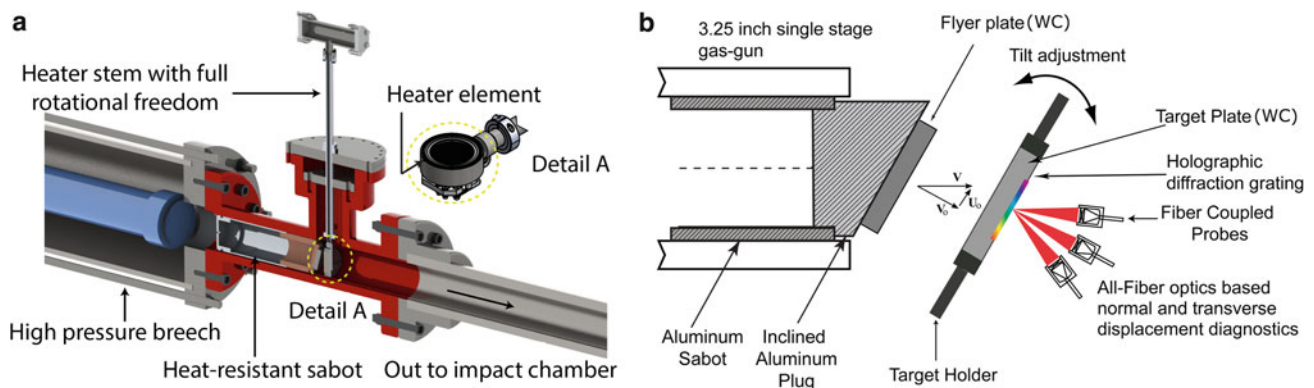 a
Heater stem with full
rotational freedom
Heater element
Detail A
Detail A
High pressure breech
Heat-resistant sabot
Out to impact chamber
b
3.25 inch single stage
gas-gun
Flyer plate(WC)
Tilt adjustment
Target Plate(WC)
Holographic
diffraction grating
Fiber Coupled
Probes
V
V₀
U₀
All-Fiber optics based
normal and transverse
displacement diagnostics
Aluminum
Sabot
Inclined
Aluminum
Plug
Target Holder